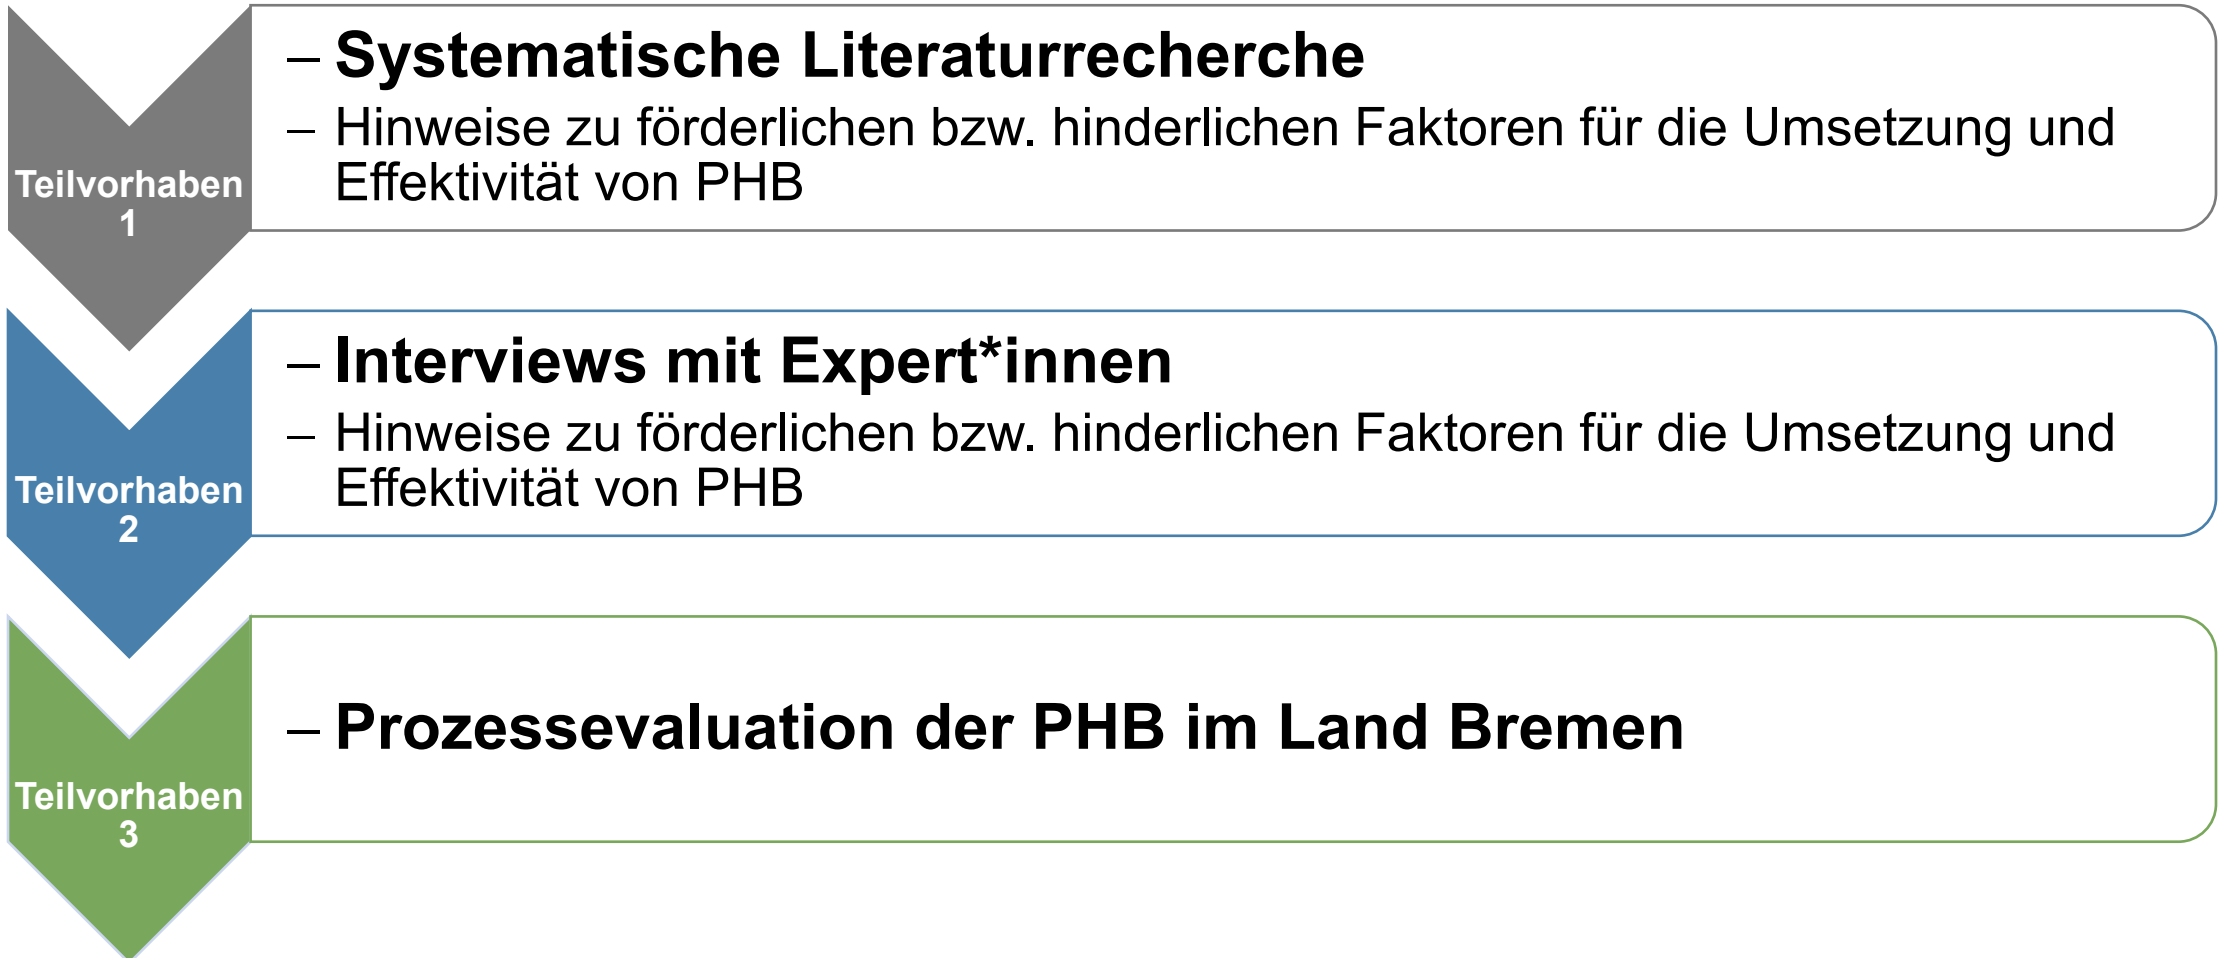 Teilvorhaben
1
– Systematische Literaturrecherche
– Hinweise zu förderlichen bzw. hinderlichen Faktoren für die Umsetzung und
Effektivität von PHB
Teilvorhaben
2
– Interviews mit Expert*innen
– Hinweise zu förderlichen bzw. hinderlichen Faktoren für die Umsetzung und
Effektivität von PHB
Teilvorhaben
3
– Prozessevaluation der PHB im Land Bremen